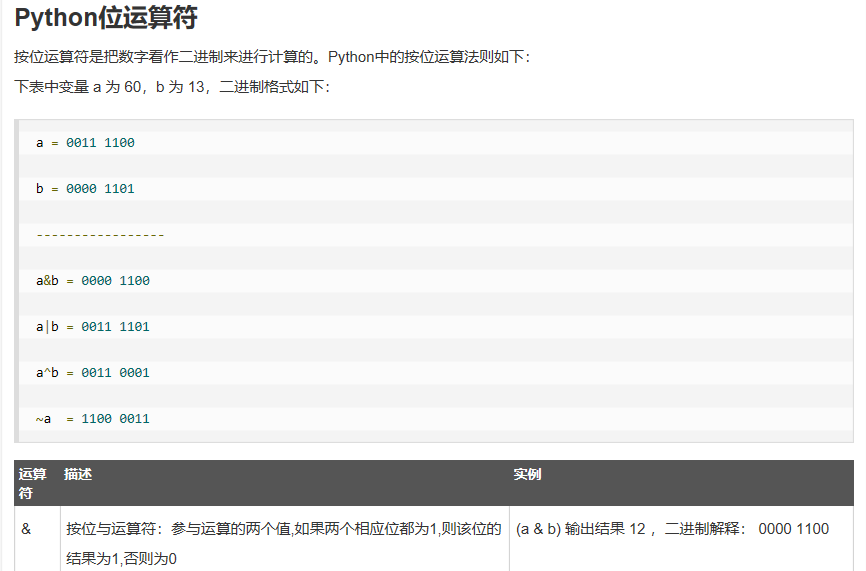 Python位运算符
按位运算符是把数字看作二进制来进行计算的。Python中的按位运算法则如下：
下表中变量 a 为 60，b 为 13，二进制格式如下：
a = 0011 1100
b = 0000 1101
-----------------
a&b = 0000 1100
a|b = 0011 1101
a^b = 0011 0001
~a  = 1100 0011
运算符 描述 实例
& 按位与运算符：参与运算的两个值,如果两个相应位都为1,则该位的 (a & b) 输出结果 12 ，二进制解释： 0000 1100
结果为1,否则为0